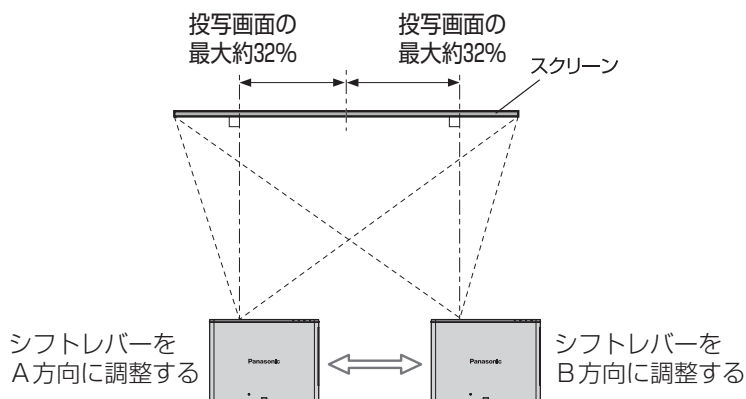 投写画面の
最大約32%
投写画面の
最大約32%
スクリーン
シフトレバーを
A方向に調整する
Panasonic
Panasonic
シフトレバーを
B方向に調整する